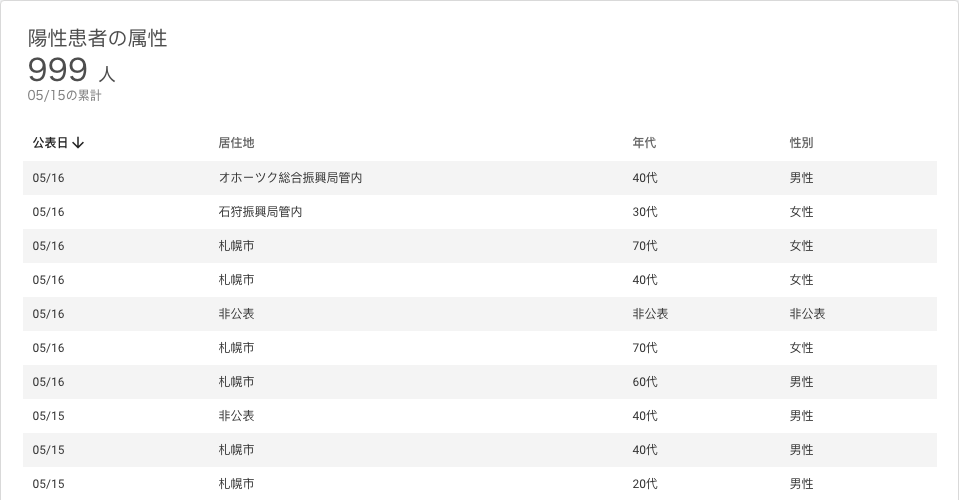 陽性患者の属性
999 人
05/15の累計
公表日↓ 居住地 年代 性別
05/16 オホーツク総合振興局管内 40代 男性
05/16 石狩振興局管内 30代 女性
05/16 札幌市 70代 女性
05/16 札幌市 40代 女性
05/16 非公表 非公表 非公表
05/16 札幌市 70代 女性
05/16 札幌市 60代 男性
05/15 非公表 40代 男性
05/15 札幌市 40代 男性
05/15 札幌市 20代 男性